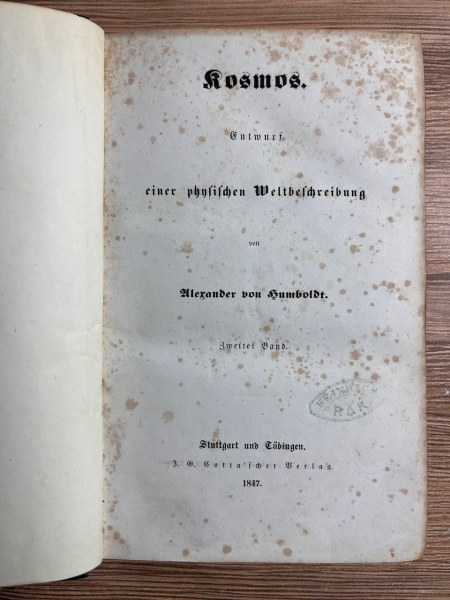 Kosmos.
Entwurf
einer physischen Weltbeschreibung
von
Alexander von Humboldt.
Zweiter Band.
Stuttgart und Tübingen.
J. G. Cotta'scher Verlag.
1847.